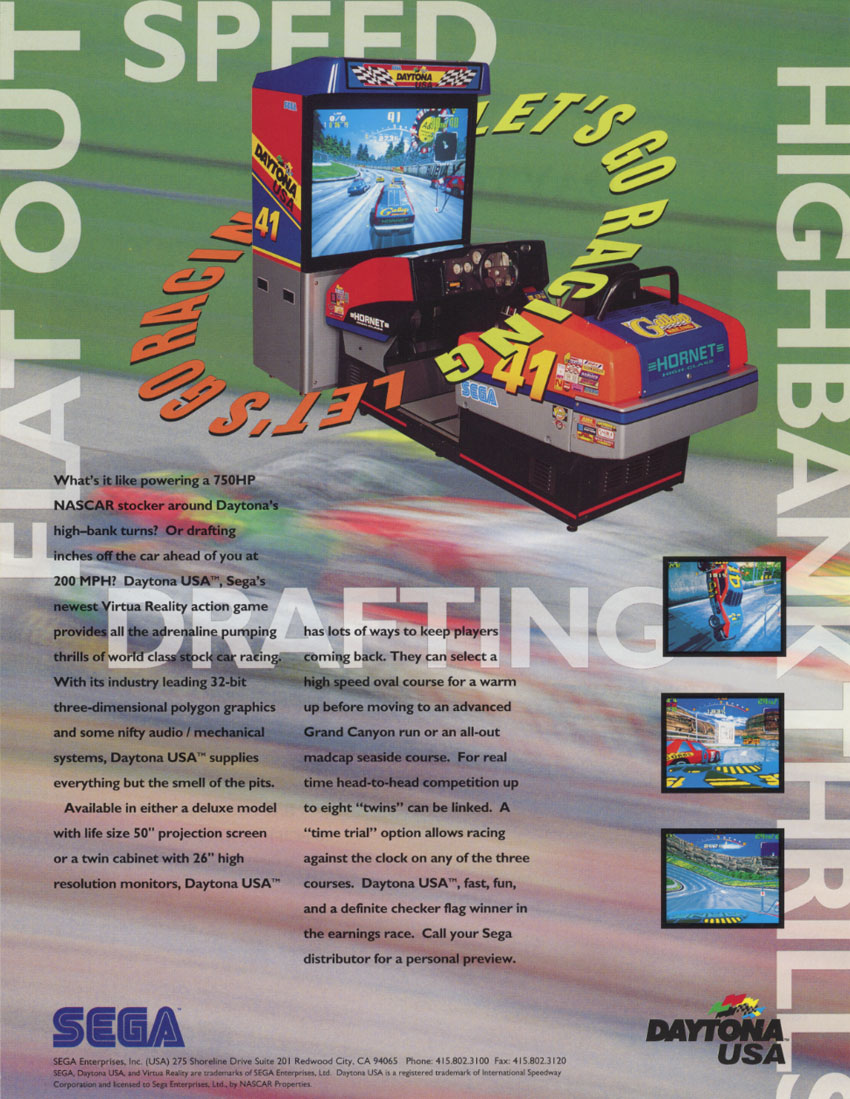 SPEED
FLAT OUT
HIGHBANK THRILLS
DRAFTING
LET'S GO RACING
LET'S GO RACIN
DAYTONA
USA
SEGA
DAYTONA
USA
41
HORNET
41
SEGA
Gallop
HORNET
HIGH CLASS
What's it like powering a 750HP
NASCAR stocker around Daytona's
high–bank turns? Or drafting
inches off the car ahead of you at
200 MPH? Daytona USA™, Sega's
newest Virtua Reality action game
provides all the adrenaline pumping
thrills of world class stock car racing.
With its industry leading 32-bit
three-dimensional polygon graphics
and some nifty audio / mechanical
systems, Daytona USA™ supplies
everything but the smell of the pits.
Available in either a deluxe model
with life size 50" projection screen
or a twin cabinet with 26" high
resolution monitors, Daytona USA™
has lots of ways to keep players
coming back. They can select a
high speed oval course for a warm
up before moving to an advanced
Grand Canyon run or an all-out
madcap seaside course. For real
time head-to-head competition up
to eight “twins” can be linked. A
“time trial” option allows racing
against the clock on any of the three
courses. Daytona USA™, fast, fun,
and a definite checker flag winner in
the earnings race. Call your Sega
distributor for a personal preview.
SEGA™
DAYTONA™
USA
SEGA Enterprises, Inc. (USA) 275 Shoreline Drive Suite 201 Redwood City, CA 94065 Phone: 415.802.3100 Fax: 415.802.3120
SEGA, Daytona USA, and Virtua Reality are trademarks of SEGA Enterprises, Ltd. Daytona USA is a registered trademark of International Speedway
Corporation and licensed to Sega Enterprises, Ltd., by NASCAR Properties.